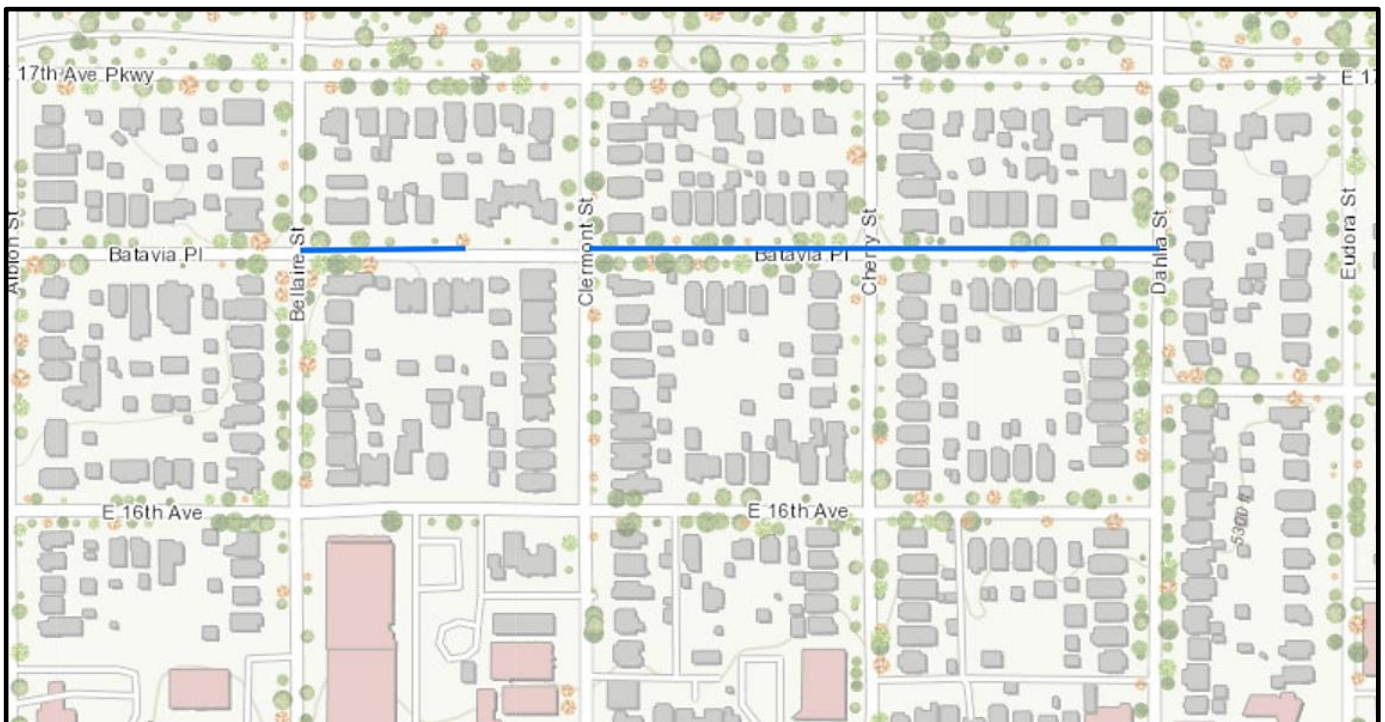 17th Ave Pkwy
E 17
Albion St
Batavia Pl
Bellaire St
Clermont St
Batavia Pl
Cherry St
Dahlia St
Eudora St
E 16th Ave
E 16th Ave
5300 ft